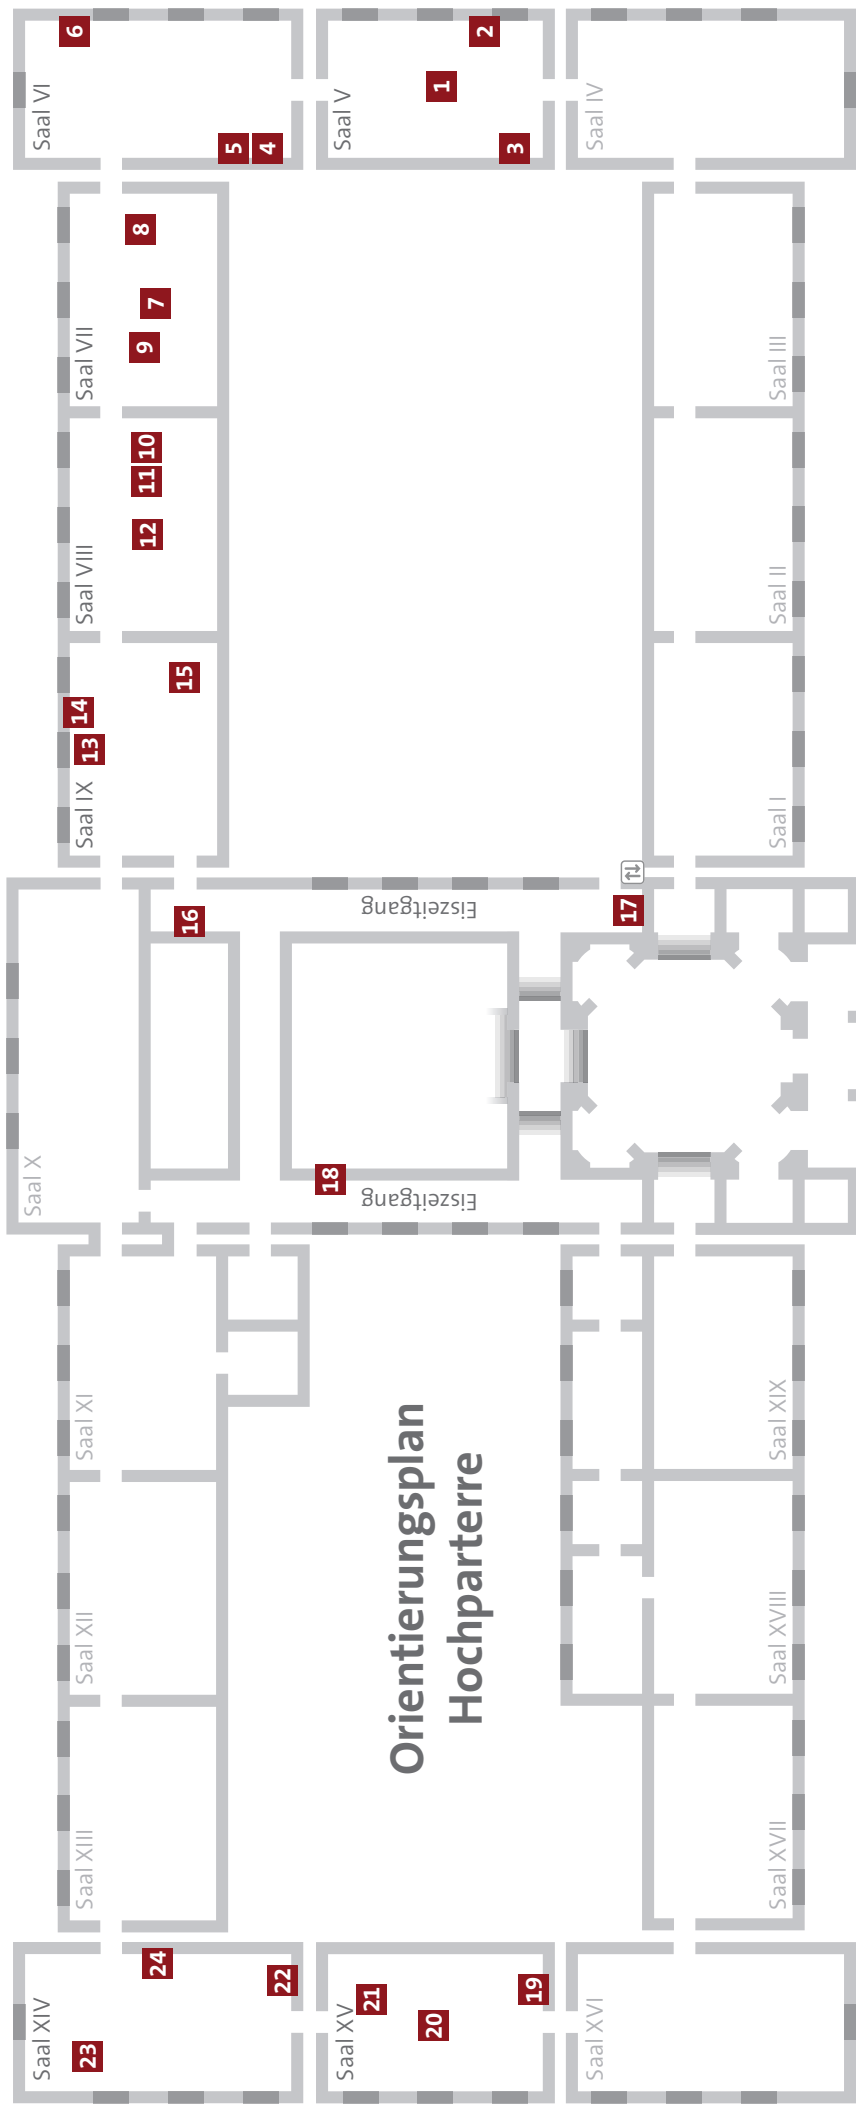 Saal XIV
23
24
22
Saal XIII
Saal XII
Saal XI
Saal X
Saal IX
13
14
15
Saal VIII
12
11
10
Saal VII
9
7
8
Saal VI
6
5
4
16
Saal XV
21
20
19
18
Eiszeitgang
Eiszeitgang
17
Orientierungsplan
Hochparterre
Saal V
1
2
3
Saal XVI
Saal XVII
Saal XVIII
Saal XIX
Saal I
Saal II
Saal III
Saal IV